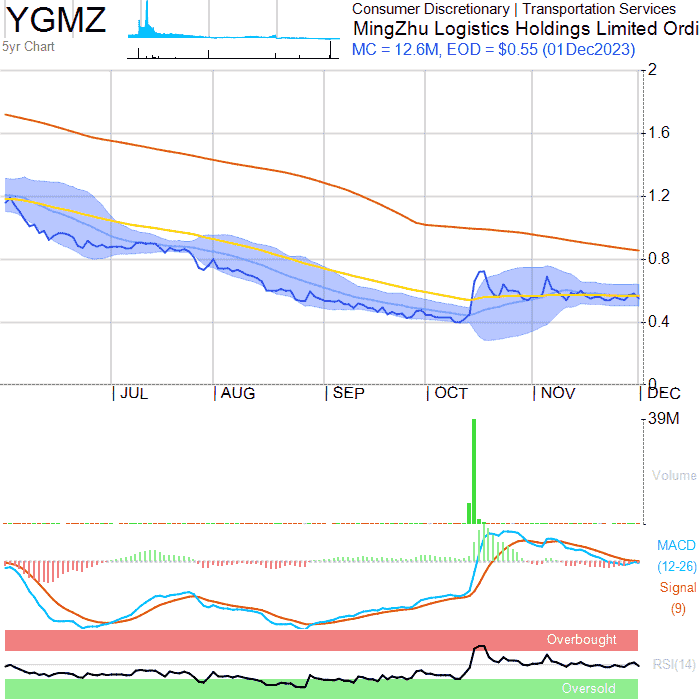 YGMZ
5yr Chart
Consumer Discretionary | Transportation Services
MingZhu Logistics Holdings Limited Ordi
MC = 12.6M, EOD = $0.55 (01Dec2023)
2
1.6
1.2
0.8
0.4
0
JUL
AUG
SEP
OCT
NOV
DEC
39M
Volume
MACD
(12-26)
Signal
(9)
Overbought
RSI(14)
Oversold